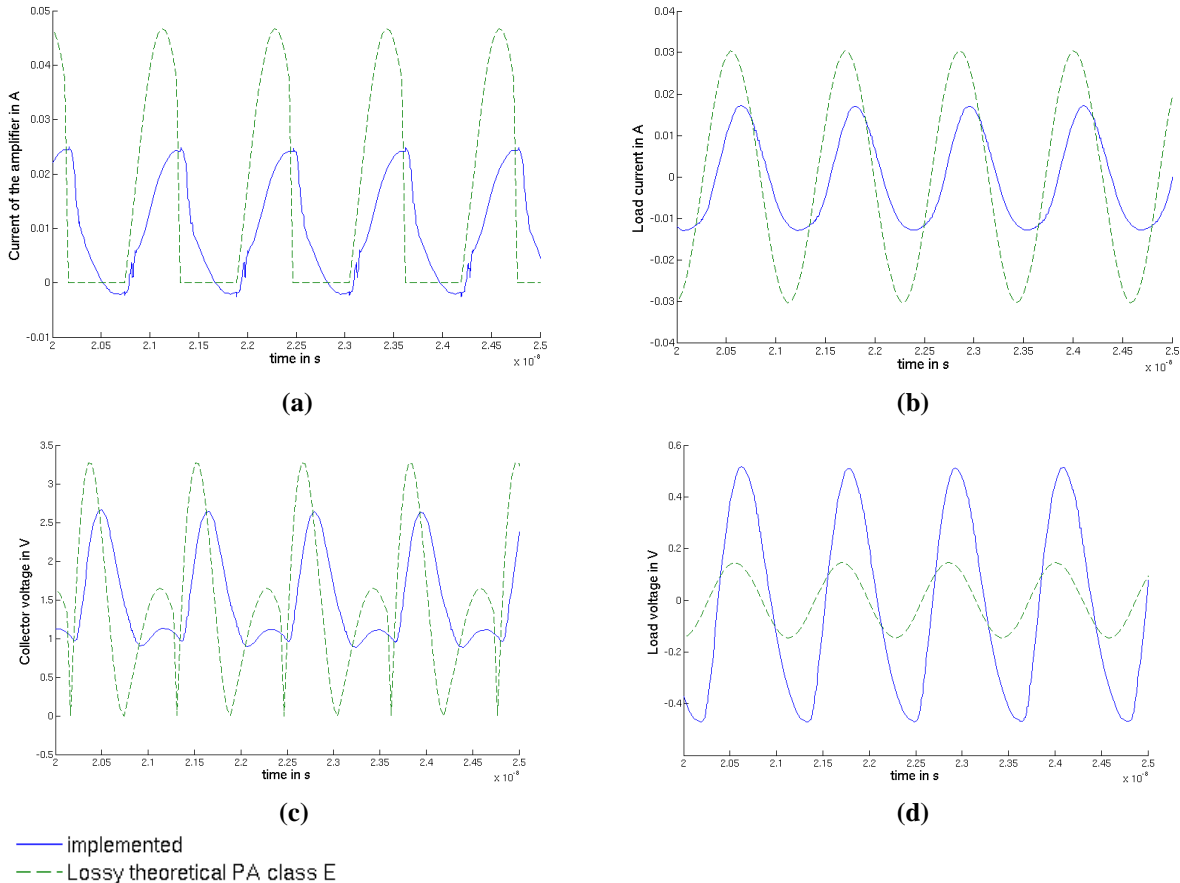 0.05
0.04
0.03
0.02
0.01
0
-0.01
Current of the amplifier in A
2 2.05 2.1 2.15 2.2 2.25 2.3 2.35 2.4 2.45 2.5
time in s
x 10⁻⁸
(a)
0.04
0.03
0.02
0.01
0
-0.01
-0.02
-0.03
-0.04
Load current in A
2 2.05 2.1 2.15 2.2 2.25 2.3 2.35 2.4 2.45 2.5
time in s
x 10⁻⁸
(b)
3.5
3
2.5
2
1.5
1
0.5
0
-0.5
Collector voltage in V
2 2.05 2.1 2.15 2.2 2.25 2.3 2.35 2.4 2.45 2.5
time in s
x 10⁻⁸
(c)
0.6
0.4
0.2
0
-0.2
-0.4
Load voltage in V
2 2.05 2.1 2.15 2.2 2.25 2.3 2.35 2.4 2.45 2.5
time in s
x 10⁻⁸
(d)
implemented
Lossy theoretical PA class E